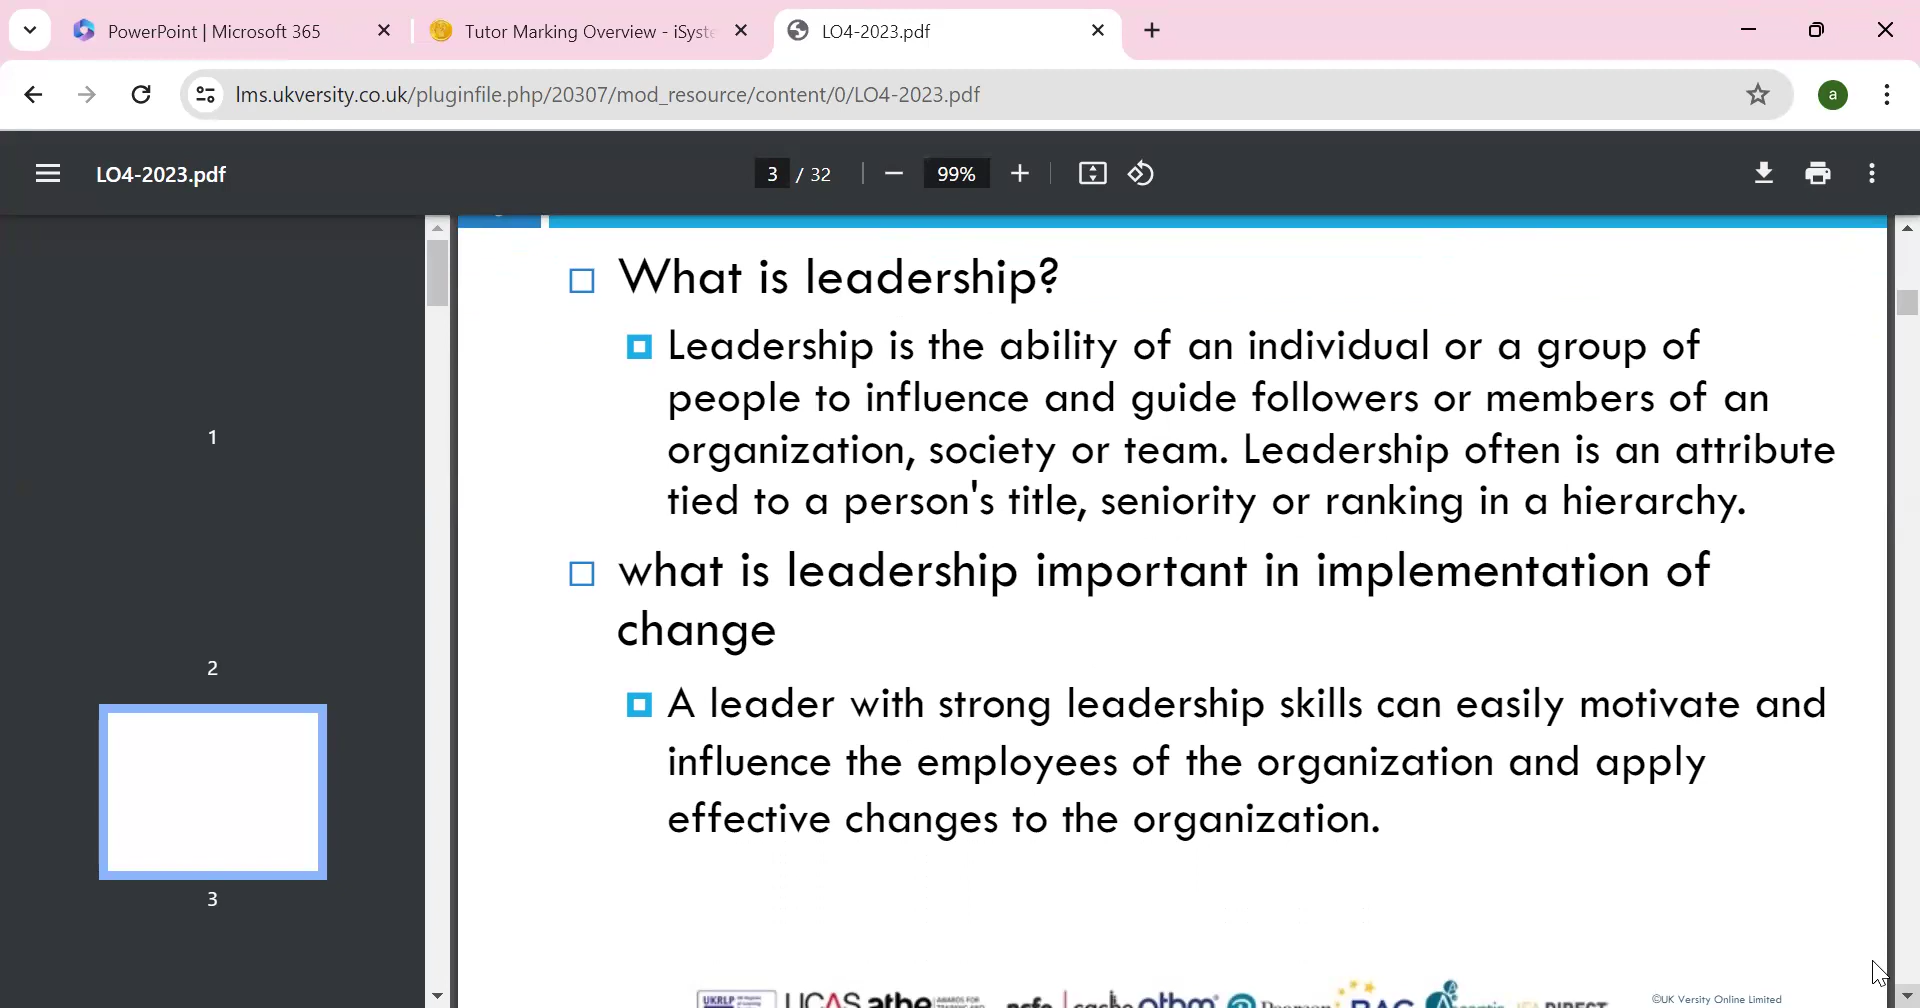 PowerPoint | Microsoft 365
Tutor Marking Overview - iSyste
LO4-2023.pdf
lms.ukversity.co.uk/pluginfile.php/20307/mod_resource/content/0/LO4-2023.pdf
a
LO4-2023.pdf
3 / 32
99%
What is leadership?
Leadership is the ability of an individual or a group of
people to influence and guide followers or members of an
organization, society or team. Leadership often is an attribute
tied to a person's title, seniority or ranking in a hierarchy.
what is leadership important in implementation of
change
A leader with strong leadership skills can easily motivate and
influence the employees of the organization and apply
effective changes to the organization.
1
2
3
UKRLP UCAS athe
©UK Versity Online Limited